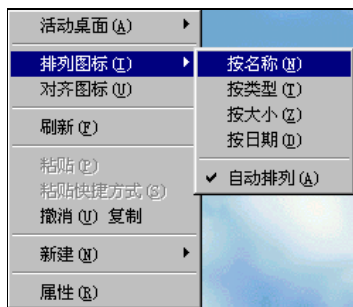 活动桌面(A)
排列图标(I)
对齐图标(U)
刷新(F)
粘贴(P)
粘贴快捷方式(S)
撤消(U) 复制
新建(N)
属性(R)
按名称(N)
按类型(T)
按大小(Z)
按日期(D)
自动排列(A)